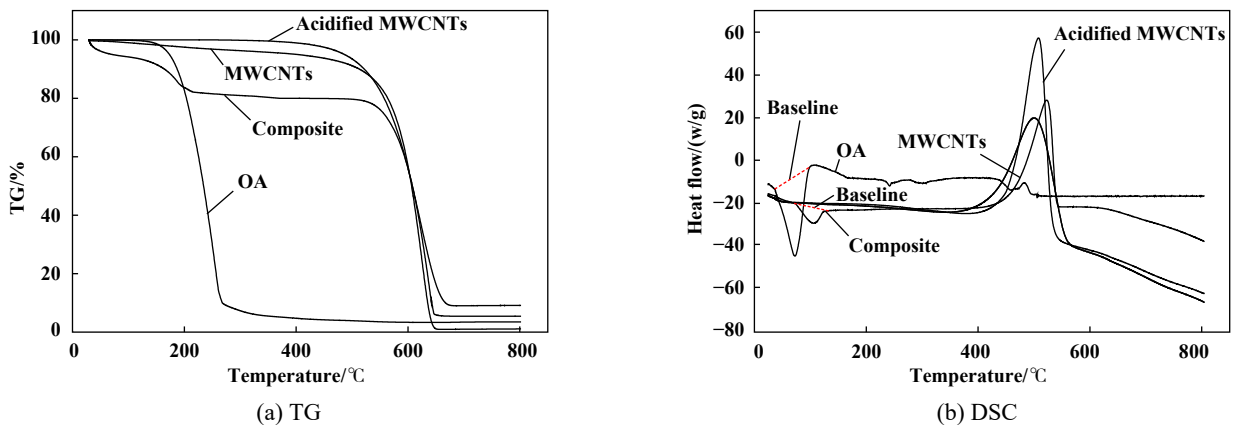 Acidified MWCNTs
MWCNTs
Composite
OA
100
80
60
40
20
0
TG/%
0
200
400
600
800
Temperature/℃
(a) TG
Acidified MWCNTs
Baseline
MWCNTs
OA
Baseline
Composite
60
40
20
0
−20
−40
−60
−80
Heat flow/(w/g)
0
200
400
600
800
Temperature/℃
(b) DSC